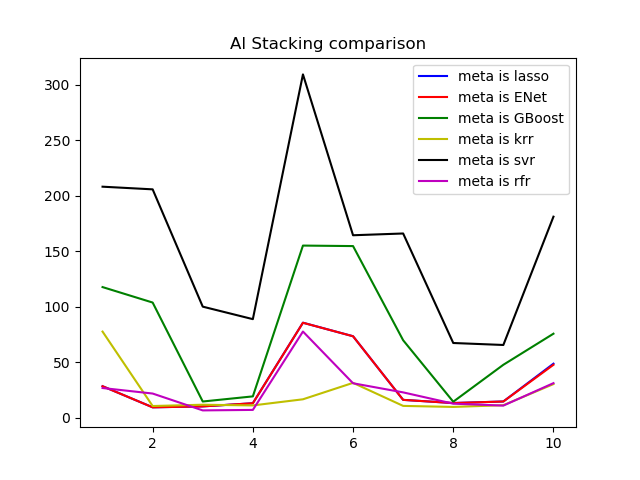 Al Stacking comparison
meta is lasso
meta is ENet
meta is GBoost
meta is krr
meta is svr
meta is rfr
300
250
200
150
100
50
0
2 4 6 8 10